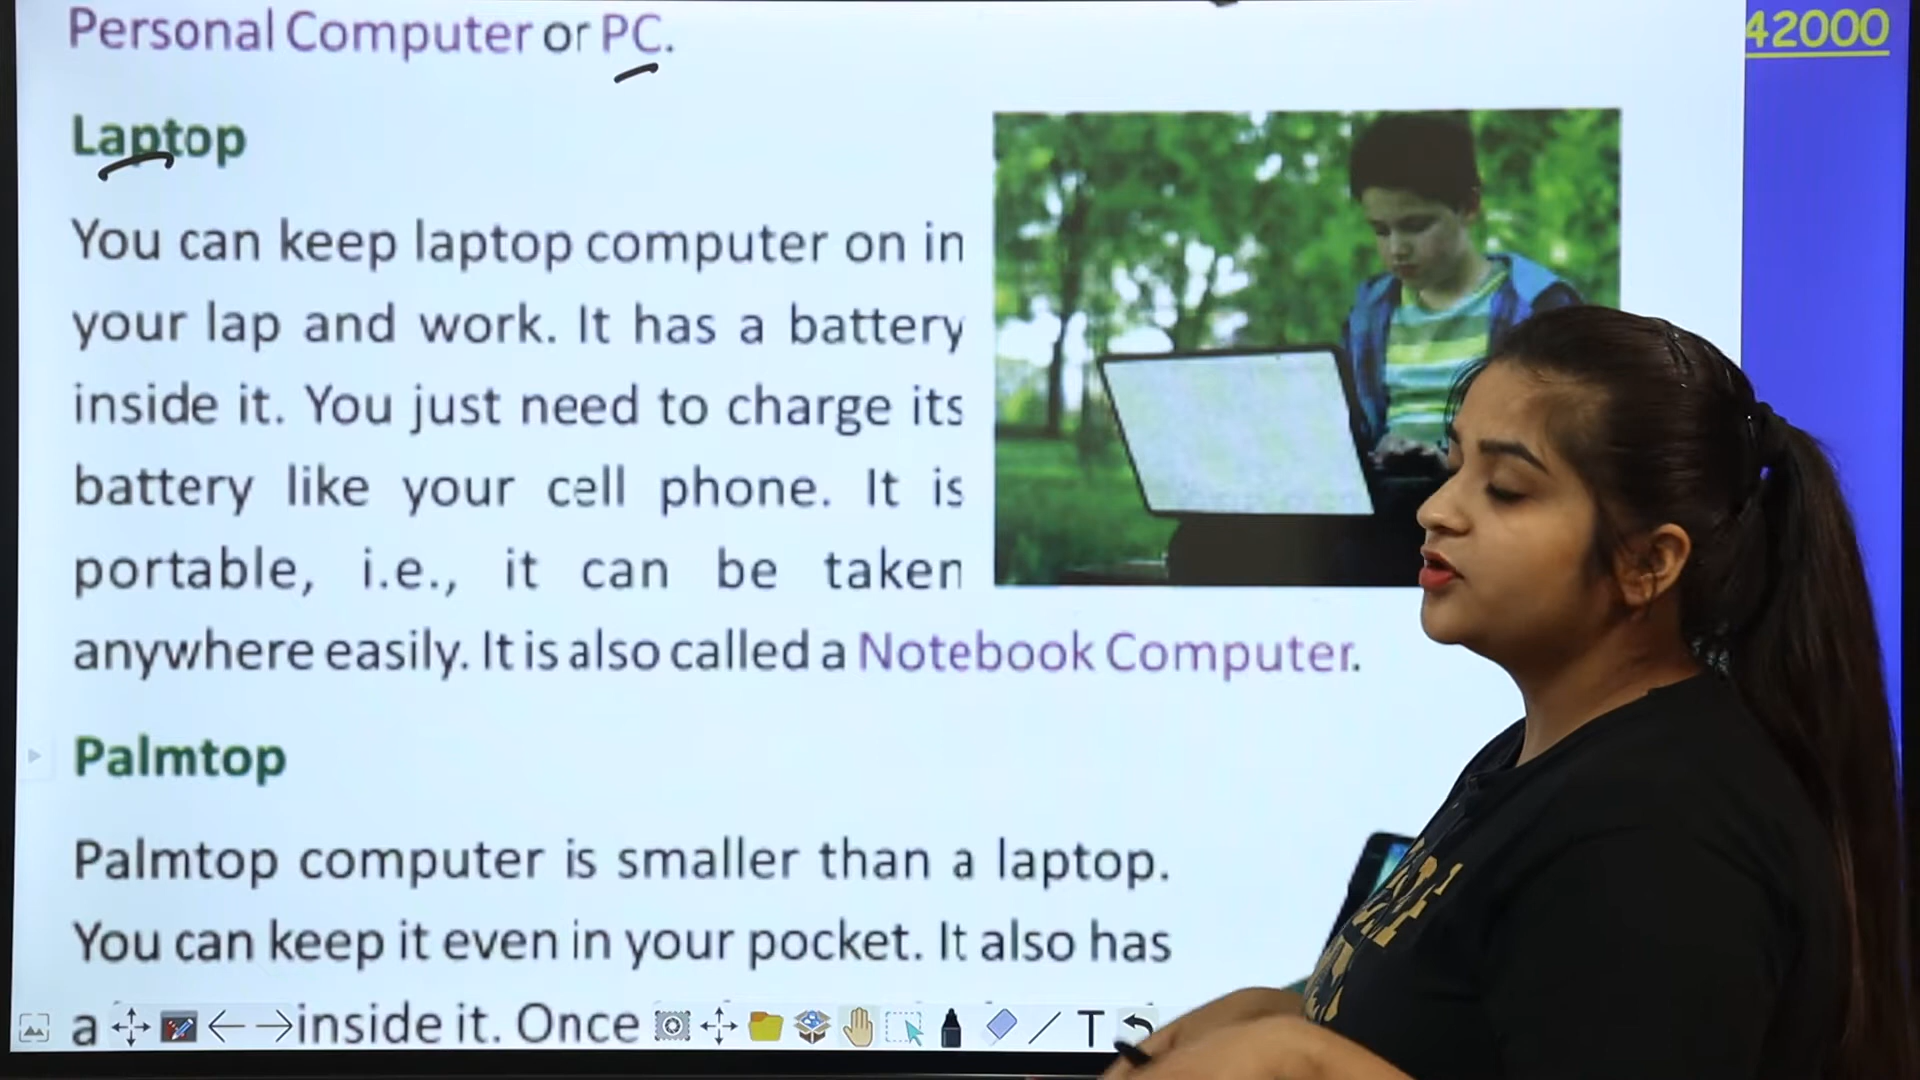 Personal Computer or PC.
42000
Laptop
You can keep laptop computer on in
your lap and work. It has a battery
inside it. You just need to charge its
battery like your cell phone. It is
portable, i.e., it can be taken
anywhere easily. It is also called a Notebook Computer.
Palmtop
Palmtop computer is smaller than a laptop.
You can keep it even in your pocket. It also has
a inside it. Once
T